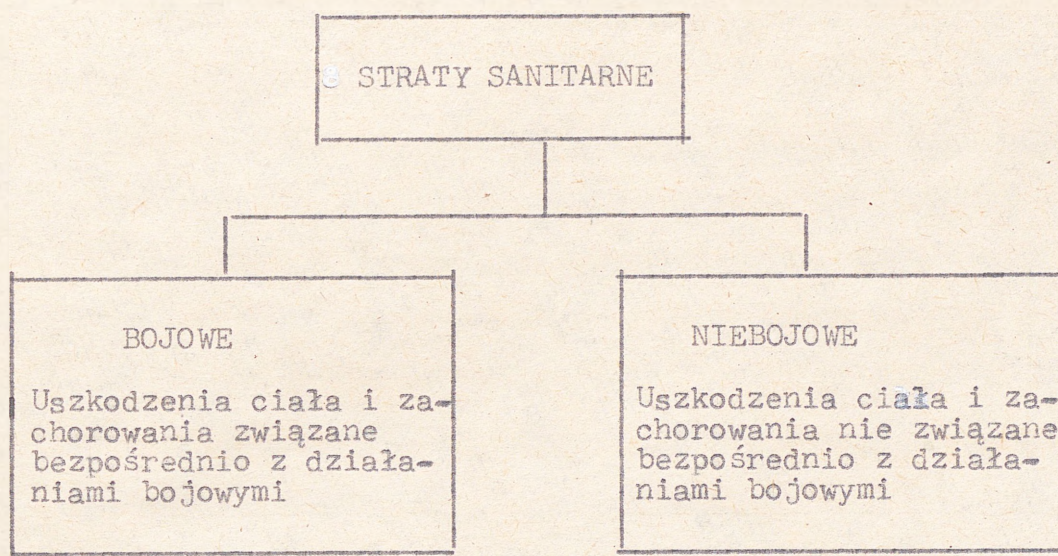 STRATY SANITARNE
BOJOWE
Uszkodzenia ciała i za-
chorowania związane
bezpośrednio z działa-
niami bojowymi
NIEBOJOWE
Uszkodzenia ciała i za-
chorowania nie związane
bezpośrednio z działa-
niami bojowymi